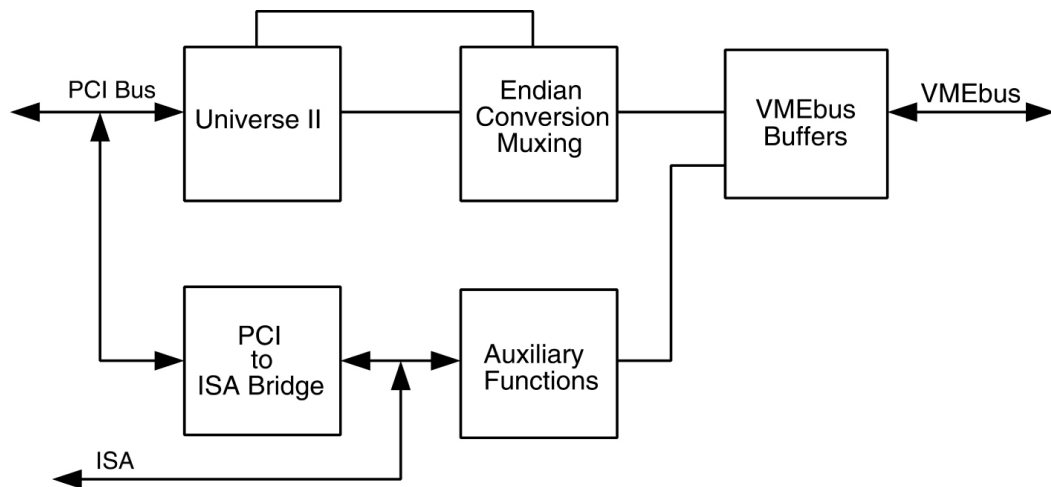 PCI Bus
Universe II
Endian
Conversion
Muxing
VMEbus
Buffers
VMEbus
PCI
to
ISA Bridge
Auxiliary
Functions
ISA